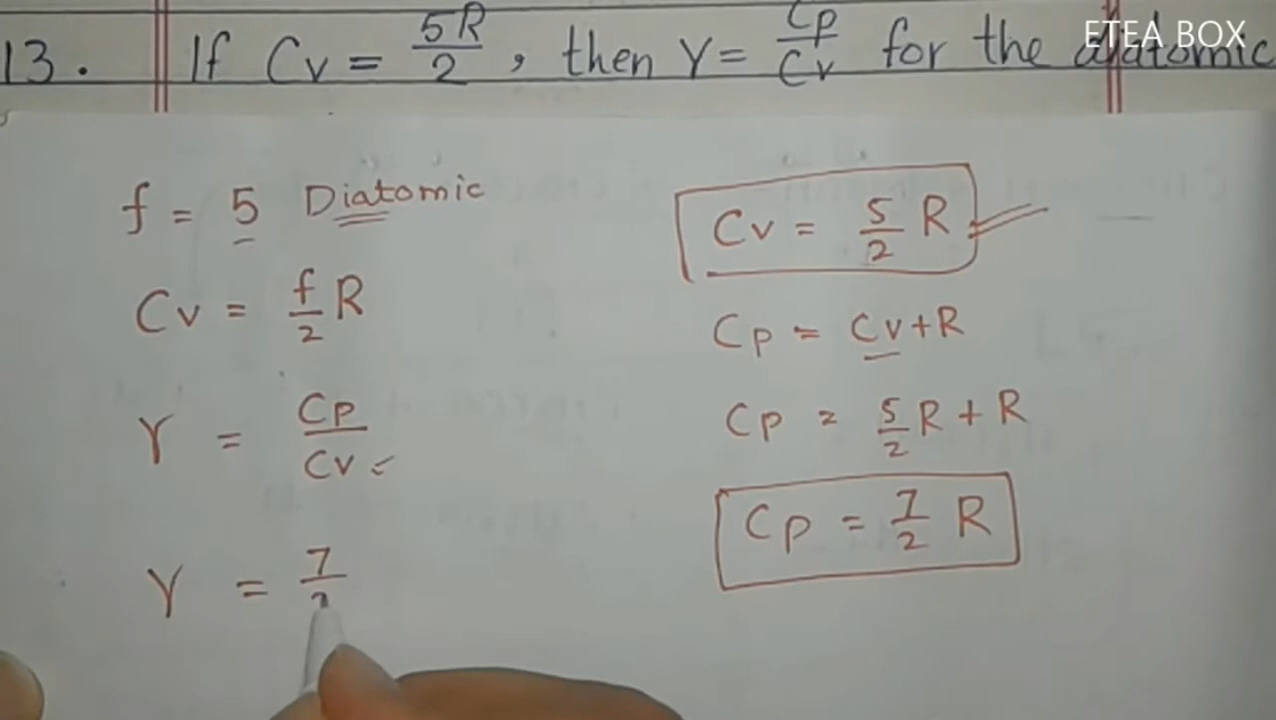 ETEA BOX
13. If Cv = 5R/2, then γ = Cp/Cv for the diatomic
f = 5 Diatomic
Cv = f/2 R
γ = Cp/Cv =
γ = 7/2
Cv = 5/2 R
Cp = Cv+R
Cp = 5/2 R + R
Cp = 7/2 R